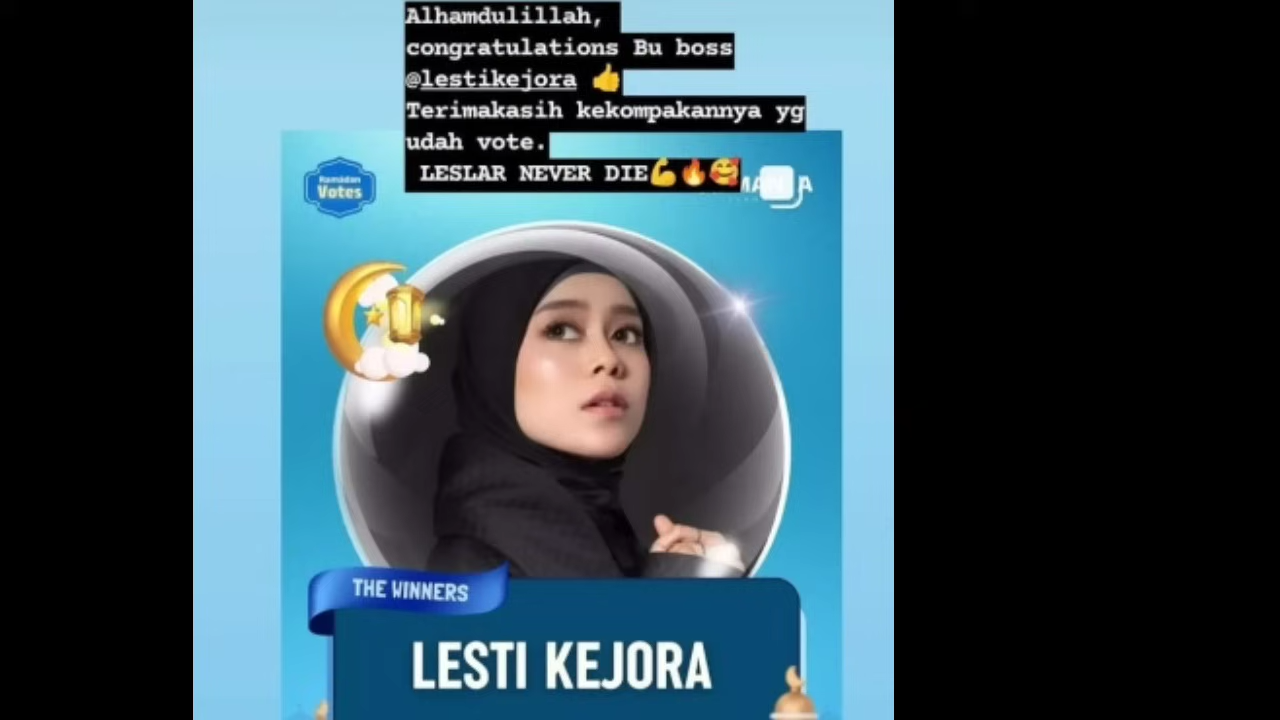 Alhamdulillah,
congratulations Bu boss
@lestikejora 👍
Terimakasih kekompakannya yg
udah vote.
LESLAR NEVER DIE💪🔥🥰
Ramadan
Votes
THE WINNERS
LESTI KEJORA